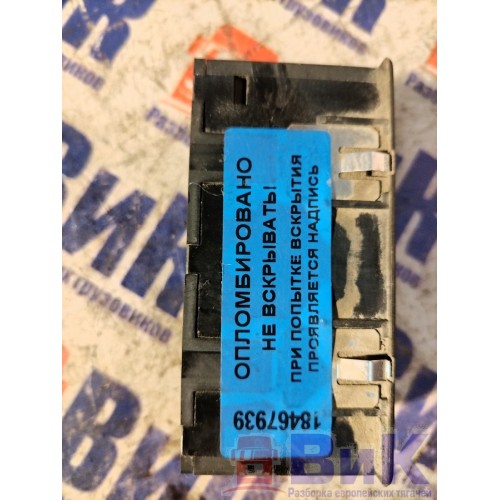 ОПЛОМБИРОВАНО
НЕ ВСКРЫВАТЬ!
ПРИ ПОПЫТКЕ ВСКРЫТИЯ
ПРОЯВЛЯЕТСЯ НАДПИСЬ
18467939
ВиК
Разборка европейских тягачей